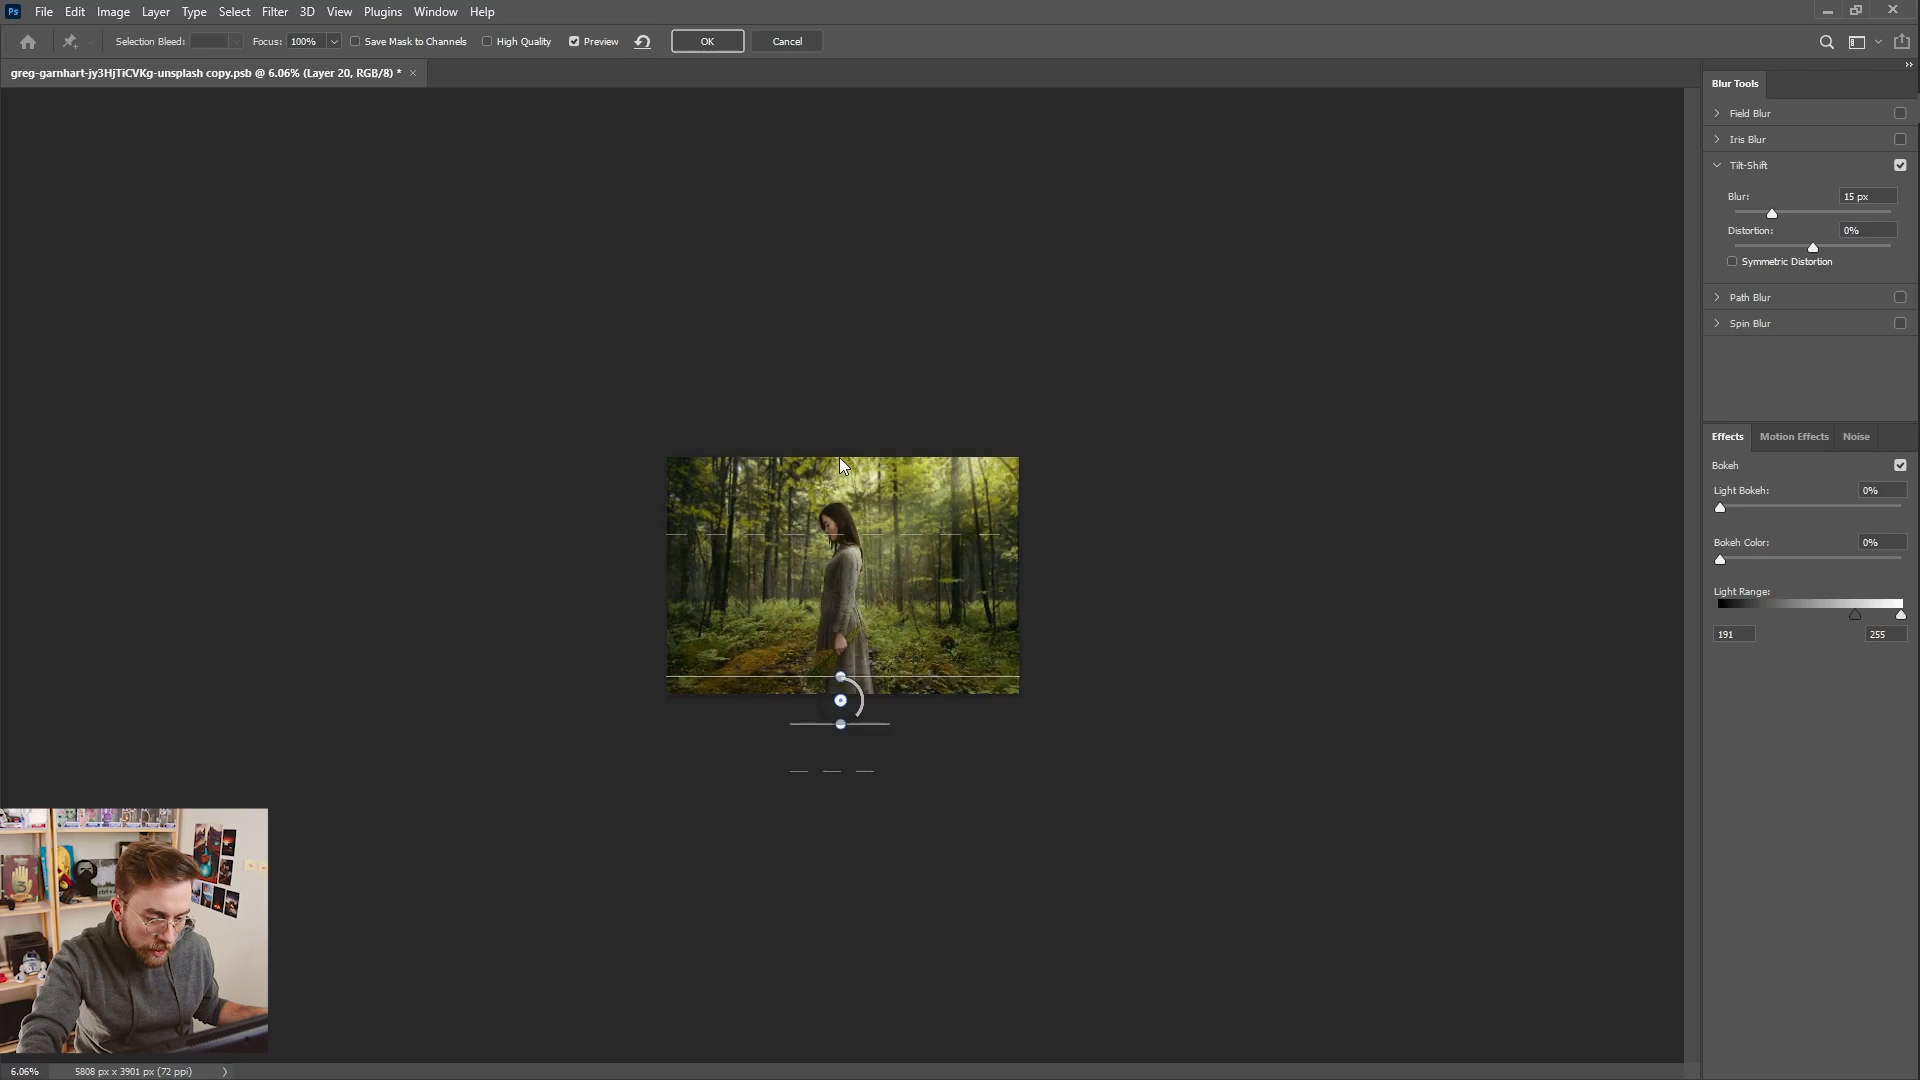 Ps File Edit Image Layer Type Select Filter 3D View Plugins Window Help
Selection Bleed: Focus: 100% Save Mask to Channels High Quality Preview OK Cancel
greg-garnhart-jy3HjTiCVKg-unsplash copy.psb @ 6.06% (Layer 20, RGB/8) * ×
Blur Tools
Field Blur
Iris Blur
Tilt-Shift
Blur: 15 px
Distortion: 0%
Symmetric Distortion
Path Blur
Spin Blur
Effects Motion Effects Noise
Bokeh
Light Bokeh: 0%
Bokeh Color: 0%
Light Range:
191 255
6.06% 5808 px x 3901 px (72 ppi)